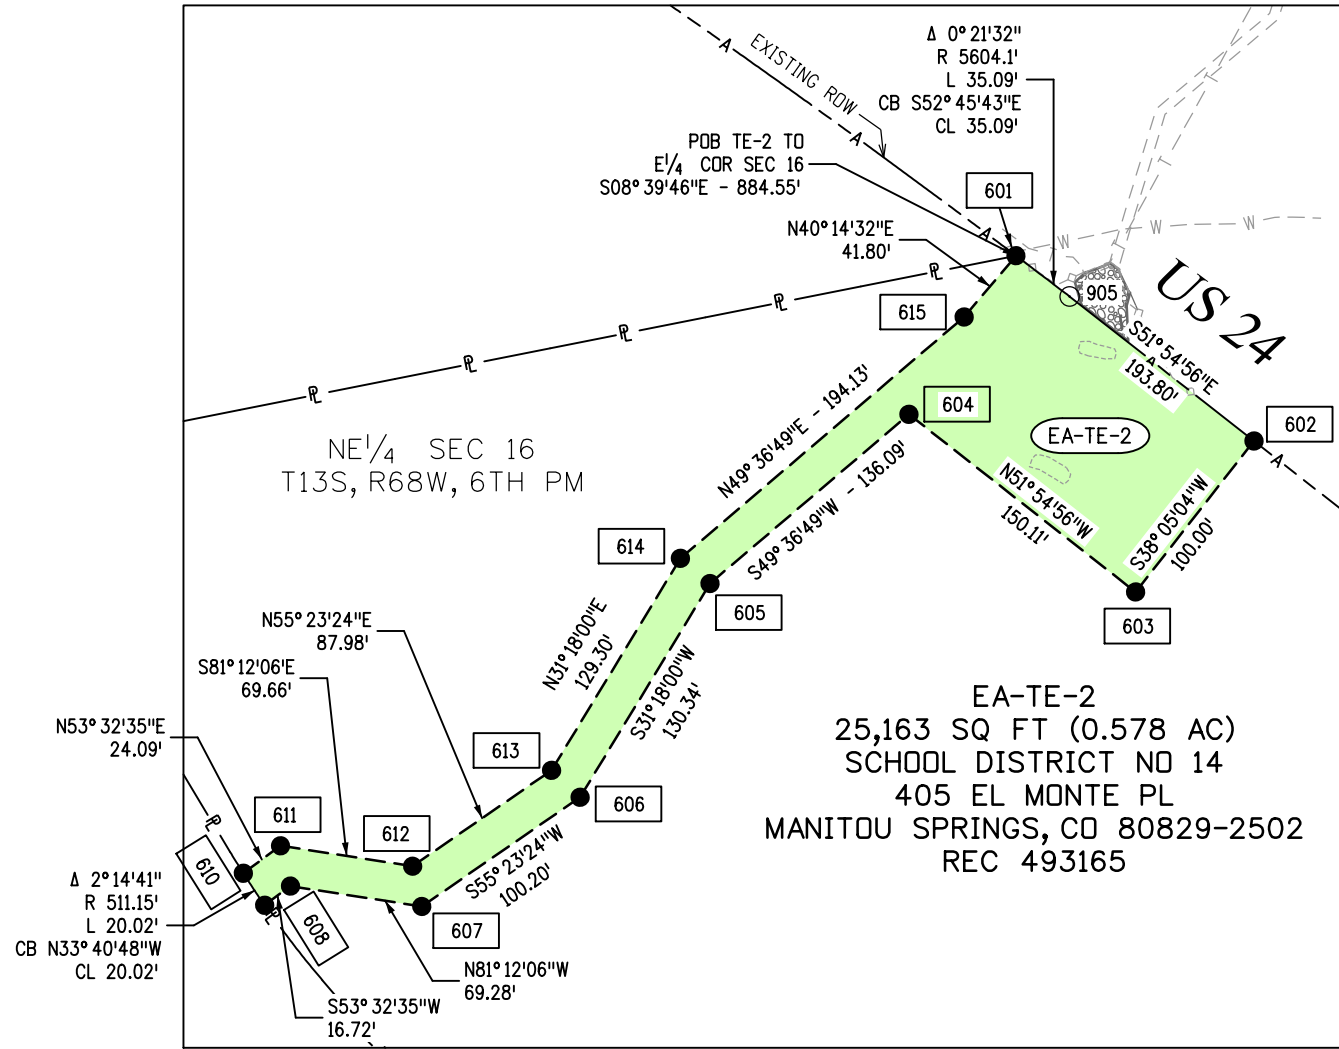 Δ 0°21'32"
R 5604.1'
L 35.09'
CB S52°45'43"E
CL 35.09'
EXISTING ROW
A
A
A
POB TE-2 TO
E1/4 COR SEC 16
S08°39'46"E - 884.55'
601
N40°14'32"E
41.80'
W
W
W
US 24
905
615
PL
PL
PL
PL
PL
S51°54'56"E
193.80'
A
604
602
A
EA-TE-2
NE1/4 SEC 16
T13S, R68W, 6TH PM
N49°36'49"E - 194.13'
S49°36'49"W - 136.09'
N51°54'56"W
150.11'
S38°05'04"W
100.00'
614
605
603
N55°23'24"E
87.98'
N31°18'00"E
129.30'
S31°18'00"W
130.34'
S81°12'06"E
69.66'
N53°32'35"E
24.09'
613
606
EA-TE-2
25,163 SQ FT (0.578 AC)
SCHOOL DISTRICT NO 14
405 EL MONTE PL
MANITOU SPRINGS, CO 80829-2502
REC 493165
PL
611
612
610
S55°23'24"W
100.20'
Δ 2°14'41"
R 511.15'
L 20.02'
CB N33°40'48"W
CL 20.02'
PL
608
607
N81°12'06"W
69.28'
S53°32'35"W
16.72'